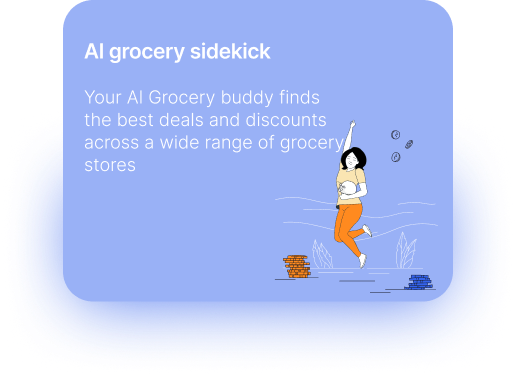 AI grocery sidekick
Your AI Grocery buddy finds
the best deals and discounts
across a wide range of grocery
stores